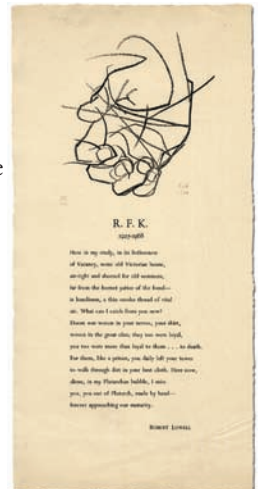 R. F. K.
1925–1968
Here in my study, in its listlessness
of Vacancy, some old Victorian house,
air-tight and sheeted for old summers,
far from the hornet yatter of the bond—
is loneliness, a thin smoke thread of vital
air. What can I catch from you now?
Doom was woven in your nerves, your shirt,
woven in the great clan; they too were loyal,
you too were more than loyal to them . . . to death.
For them, like a prince, you daily left your tower
to walk through dirt in your best cloth. Here now,
alone, in my Plutarchan bubble, I miss
you, you out of Plutarch, made by hand—
forever approaching our maturity.
ROBERT LOWELL